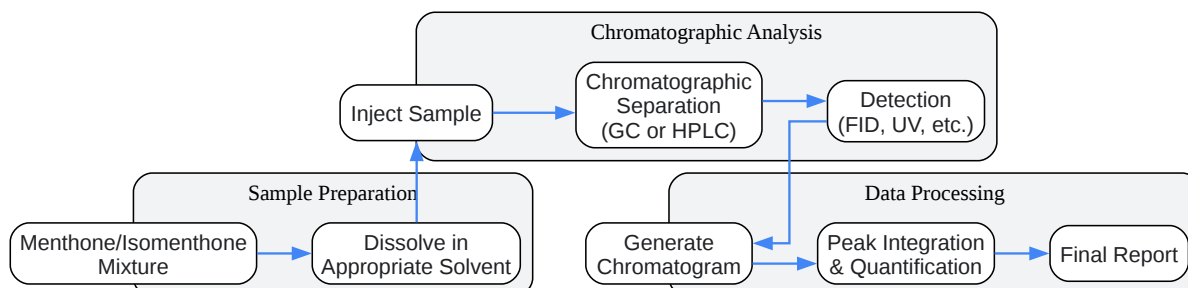 Chromatographic Analysis
Inject Sample
Chromatographic
Separation
(GC or HPLC)
Detection
(FID, UV, etc.)
Sample Preparation
Menthone/Isomenthone
Mixture
Dissolve in
Appropriate Solvent
Data Processing
Generate
Chromatogram
Peak Integration
& Quantification
Final Report